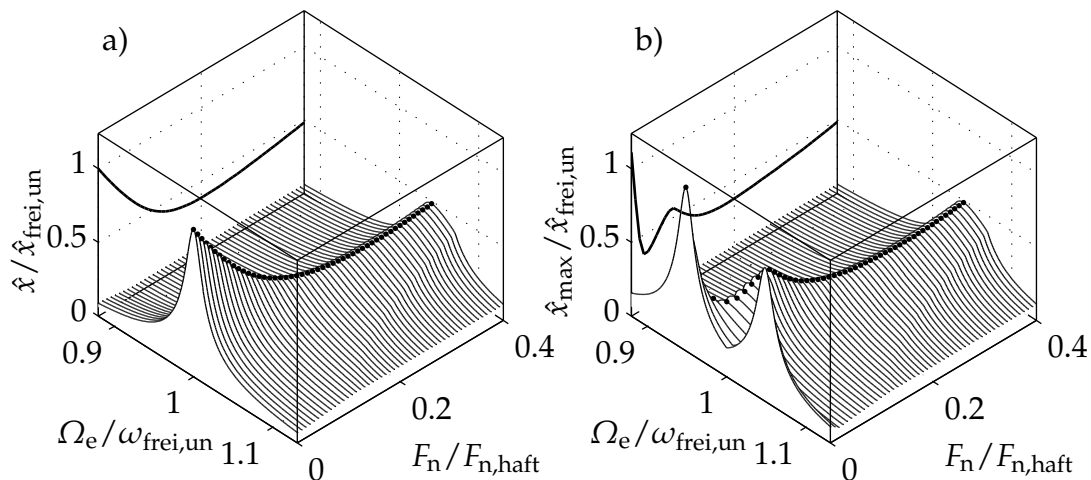 a)
1
0.5
0
x̂/x̂frei,un
0.9
1
1.1
Ωe/ωfrei,un
0
0.2
0.4
Fn/Fn,haft
b)
1
0.5
0
x̂max/x̂frei,un
0.9
1
1.1
Ωe/ωfrei,un
0
0.2
0.4
Fn/Fn,haft